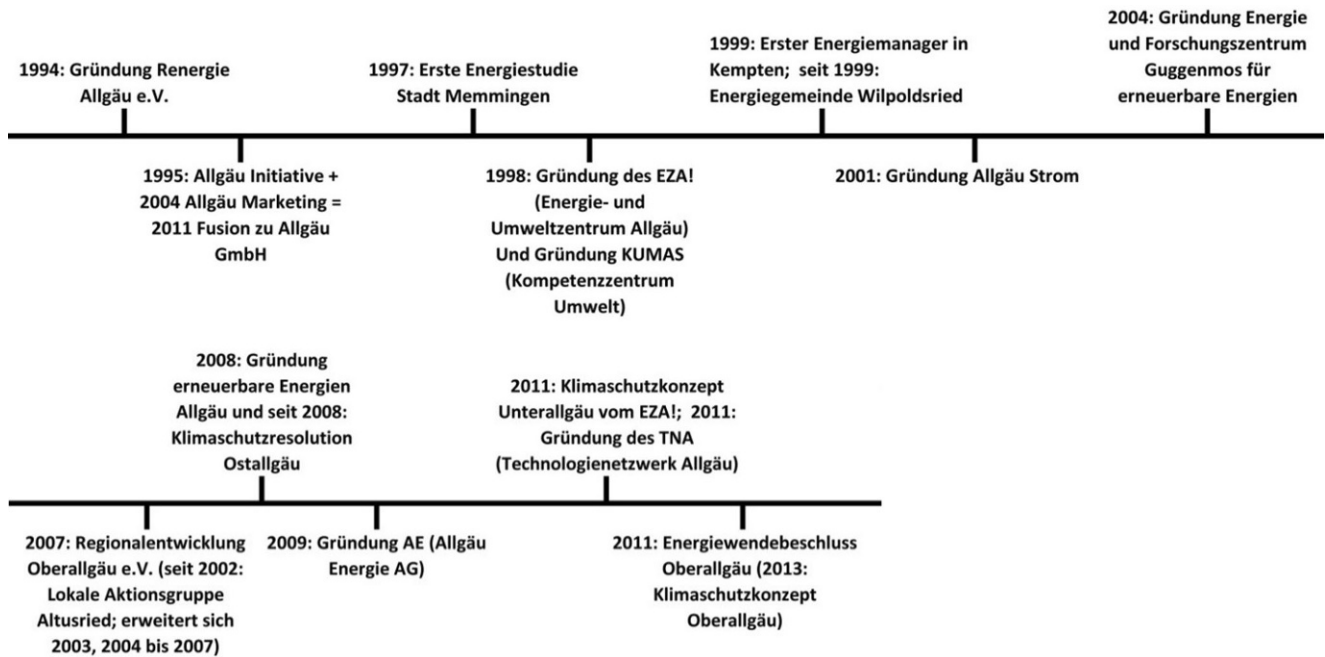 1994: Gründung Renergie
Allgäu e.V.
1997: Erste Energiestudie
Stadt Memmingen
1999: Erster Energiemanager in
Kempten;  seit 1999:
Energiegemeinde Wilpoldsried
2004: Gründung Energie
und Forschungszentrum
Guggenmos für
erneuerbare Energien
1995: Allgäu Initiative +
2004 Allgäu Marketing =
2011 Fusion zu Allgäu
GmbH
1998: Gründung des EZA!
(Energie- und
Umweltzentrum Allgäu)
Und Gründung KUMAS
(Kompetenzzentrum
Umwelt)
2001: Gründung Allgäu Strom
2008: Gründung
erneuerbare Energien
Allgäu und seit 2008:
Klimaschutzresolution
Ostallgäu
2011: Klimaschutzkonzept
Unterallgäu vom EZA!;  2011:
Gründung des TNA
(Technologienetzwerk Allgäu)
2007: Regionalentwicklung
Oberallgäu e.V. (seit 2002:
Lokale Aktionsgruppe
Altusried; erweitert sich
2003, 2004 bis 2007)
2009: Gründung AE (Allgäu
Energie AG)
2011: Energiewendebeschluss
Oberallgäu (2013:
Klimaschutzkonzept
Oberallgäu)